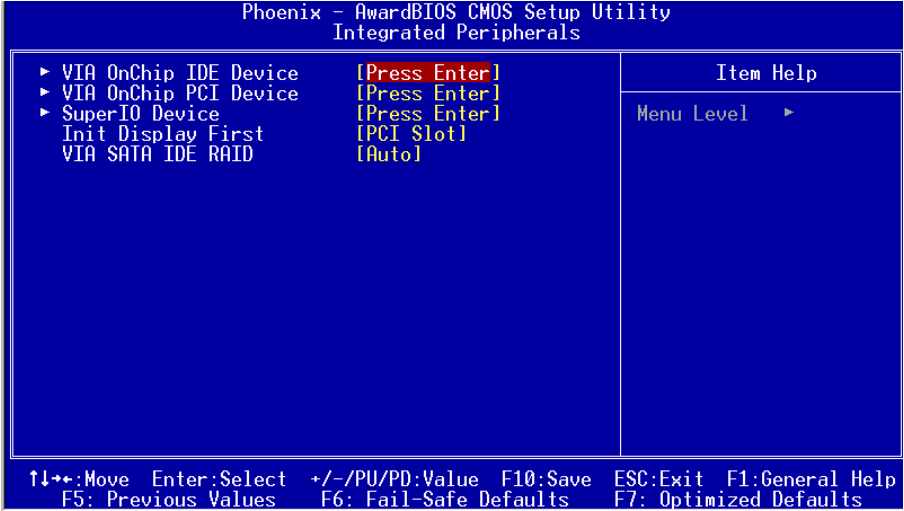 Phoenix - AwardBIOS CMOS Setup Utility
Integrated Peripherals
► VIA OnChip IDE Device [Press Enter]
► VIA OnChip PCI Device [Press Enter]
► SuperIO Device [Press Enter]
Init Display First [PCI Slot]
VIA SATA IDE RAID [Auto]
Item Help
Menu Level ►
↑↓→←:Move Enter:Select +/-/PU/PD:Value F10:Save ESC:Exit F1:General Help
F5: Previous Values F6: Fail-Safe Defaults F7: Optimized Defaults